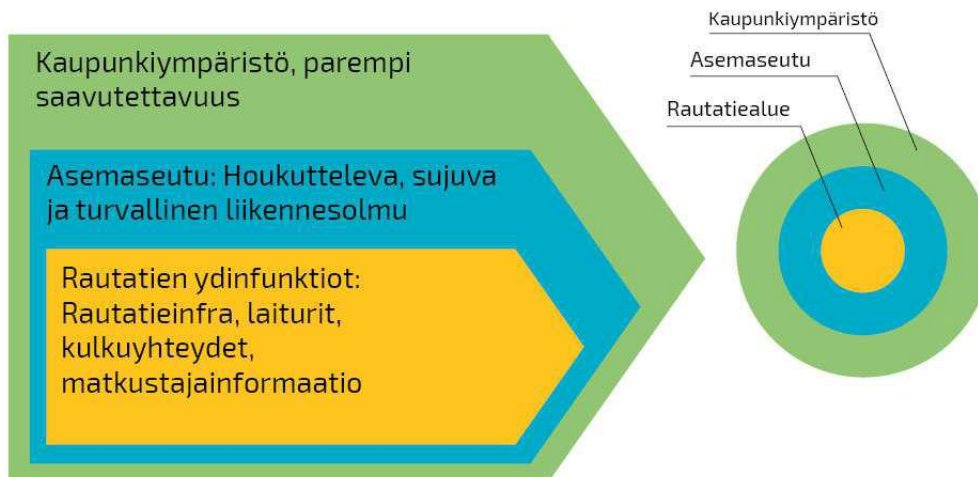 Kaupunkiympäristö, parempi
saavutettavuus
Asemaseutu: Houkutteleva, sujuva
ja turvallinen liikennesolmu
Rautatien ydinfunktiot:
Rautatieinfra, laiturit,
kulkuyhteydet,
matkustajainformaatio
Kaupunkiympäristö
Asemaseutu
Rautatiealue